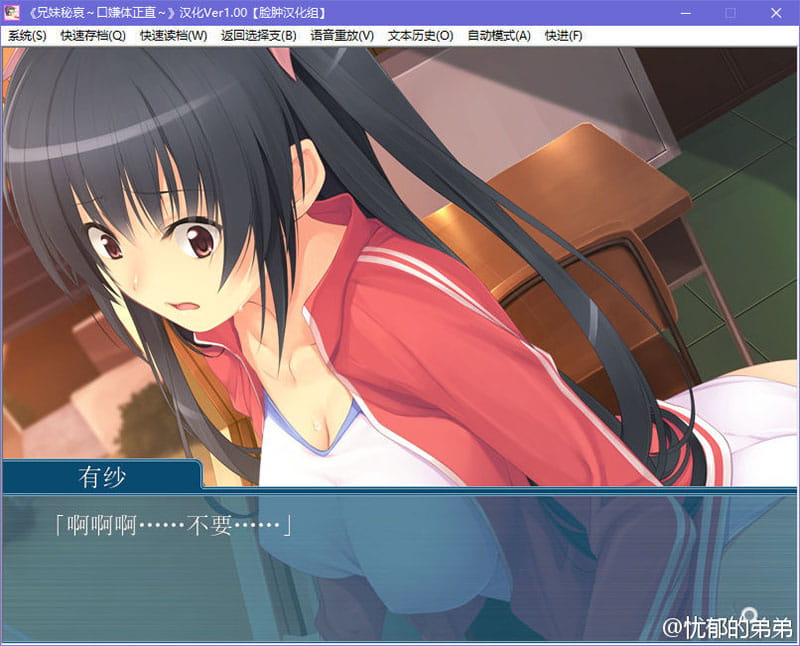 《兄妹秘哀~口嫌体正直~》汉化Ver1.00【脸肿汉化组】
系统(S) 快速存档(Q) 快速读档(W) 返回选择支(B) 语音重放(V) 文本历史(O) 自动模式(A) 快进(F)
有纱
「啊啊啊……不要……」
@忧郁的弟弟